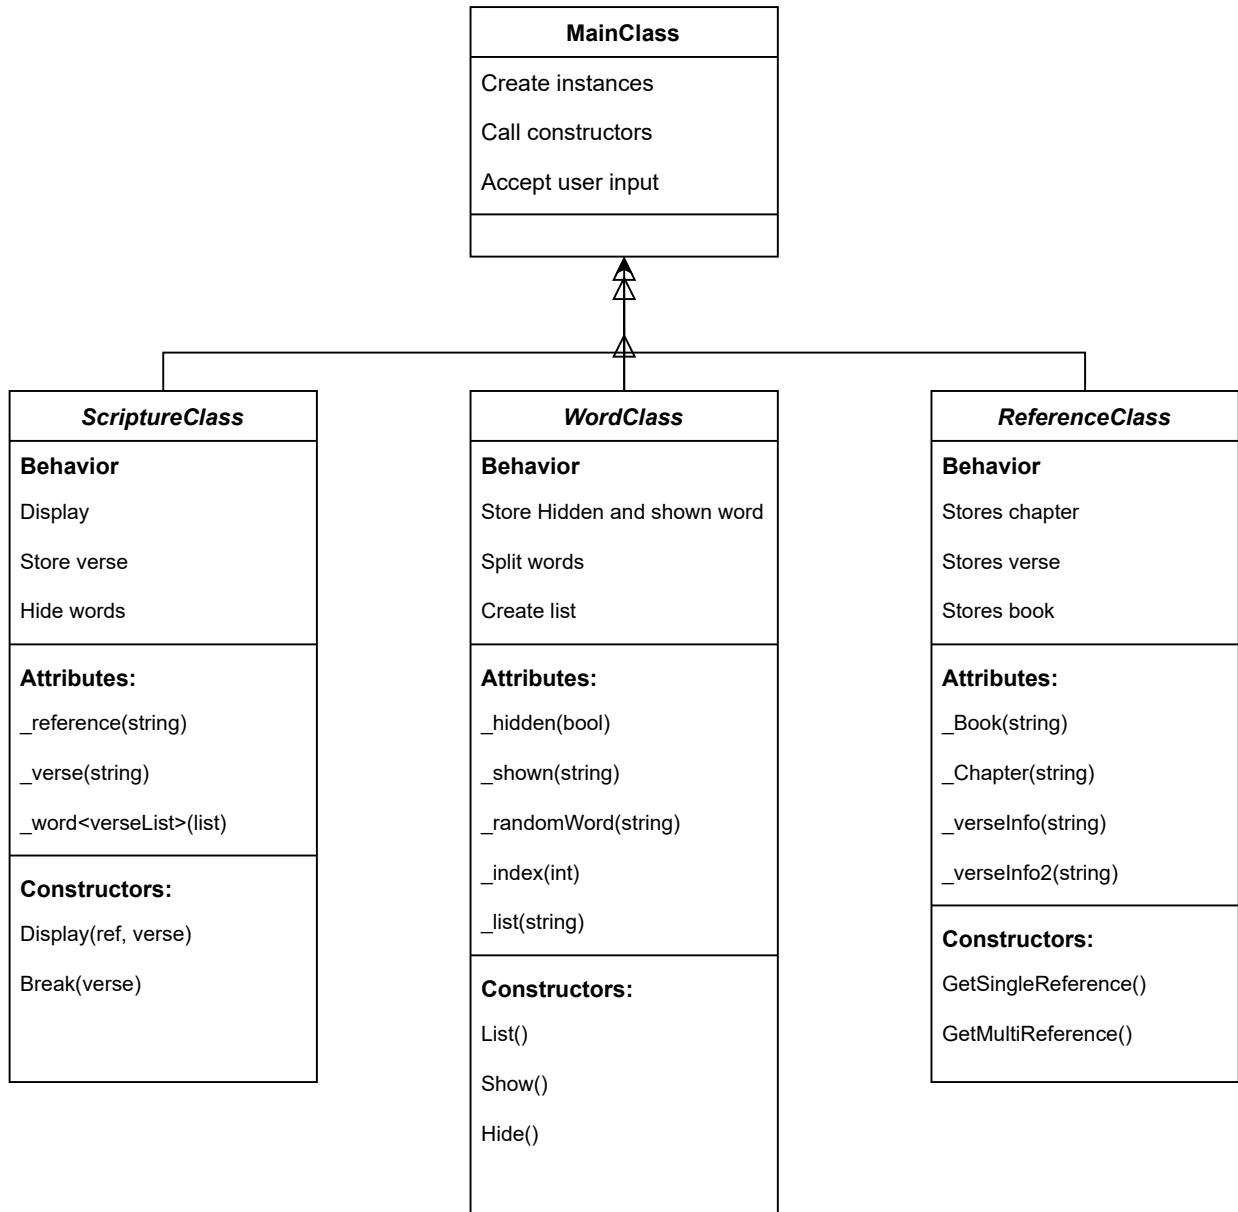 MainClass
Create instances
Call constructors
Accept user input
ScriptureClass
Behavior
Display
Store verse
Hide words
Attributes:
_reference(string)
_verse(string)
_word<verseList>(list)
Constructors:
Display(ref, verse)
Break(verse)
WordClass
Behavior
Store Hidden and shown word
Split words
Create list
Attributes:
_hidden(bool)
_shown(string)
_randomWord(string)
_index(int)
_list(string)
Constructors:
List()
Show()
Hide()
ReferenceClass
Behavior
Stores chapter
Stores verse
Stores book
Attributes:
_Book(string)
_Chapter(string)
_verseInfo(string)
_verseInfo2(string)
Constructors:
GetSingleReference()
GetMultiReference()